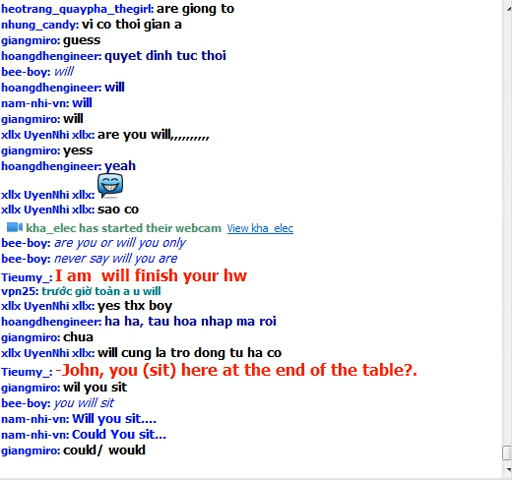 heotrang_quaypha_thegirl: are giong to
nhung_candy: vi co thoi gian a
giangmiro: guess
hoangdhengineer: quyet dinh tuc thoi
bee-boy: will
hoangdhengineer: will
nam-nhi-vn: will
giangmiro: will
xllx UyenNhi xllx: are you will,,,,,,,,,,
giangmiro: yess
hoangdhengineer: yeah
xllx UyenNhi xllx:
xllx UyenNhi xllx: sao co
kha_elec has started their webcam View kha_elec
bee-boy: are you or will you only
bee-boy: never say will you are
Tieumy_: I am  will finish your hw
vpn25: trước giờ toàn a u will
xllx UyenNhi xllx: yes thx boy
hoangdhengineer: ha ha, tau hoa nhap ma roi
giangmiro: chua
xllx UyenNhi xllx: will cung la tro dong tu ha co
Tieumy_: -John, you (sit) here at the end of the table?.
giangmiro: wil you sit
bee-boy: you will sit
nam-nhi-vn: Will you sit....
nam-nhi-vn: Could You sit...
giangmiro: could/ would